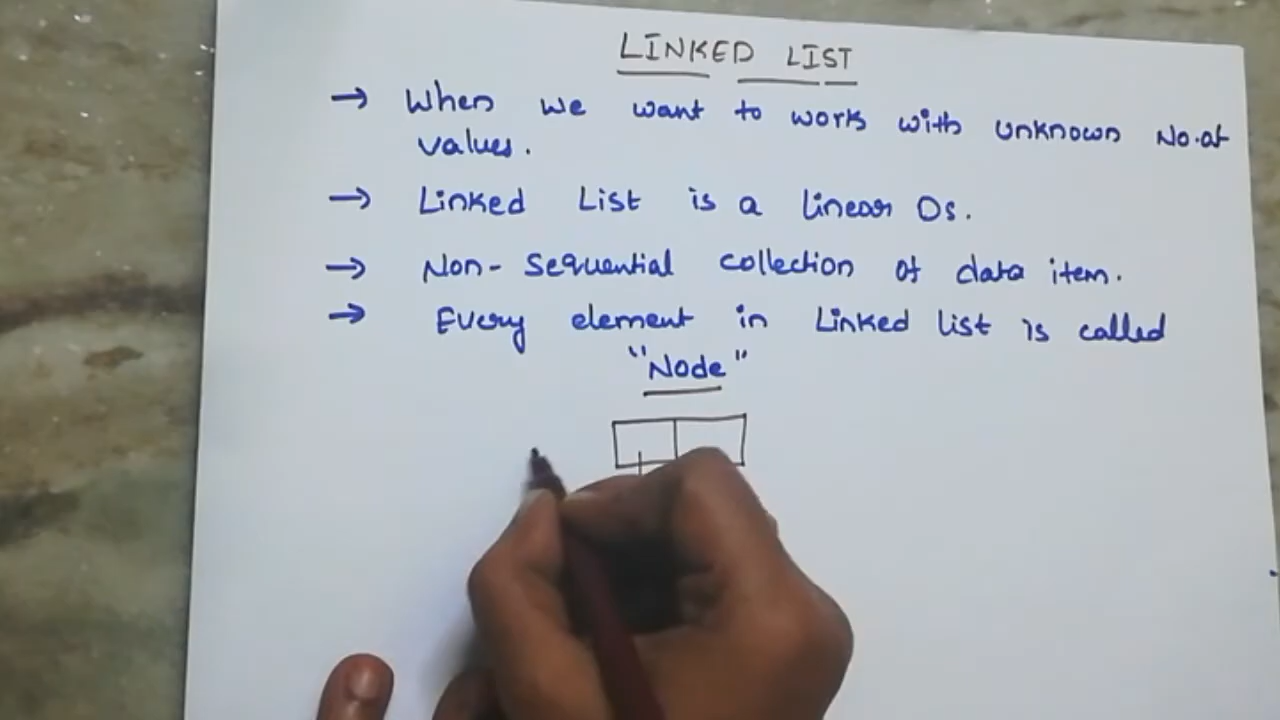 LINKED LIST
→ When we want to work with unknown No.of
values.
→ Linked List is a linear Ds.
→ Non-Sequential collection of data item.
→ Every element in Linked list is called
"Node"